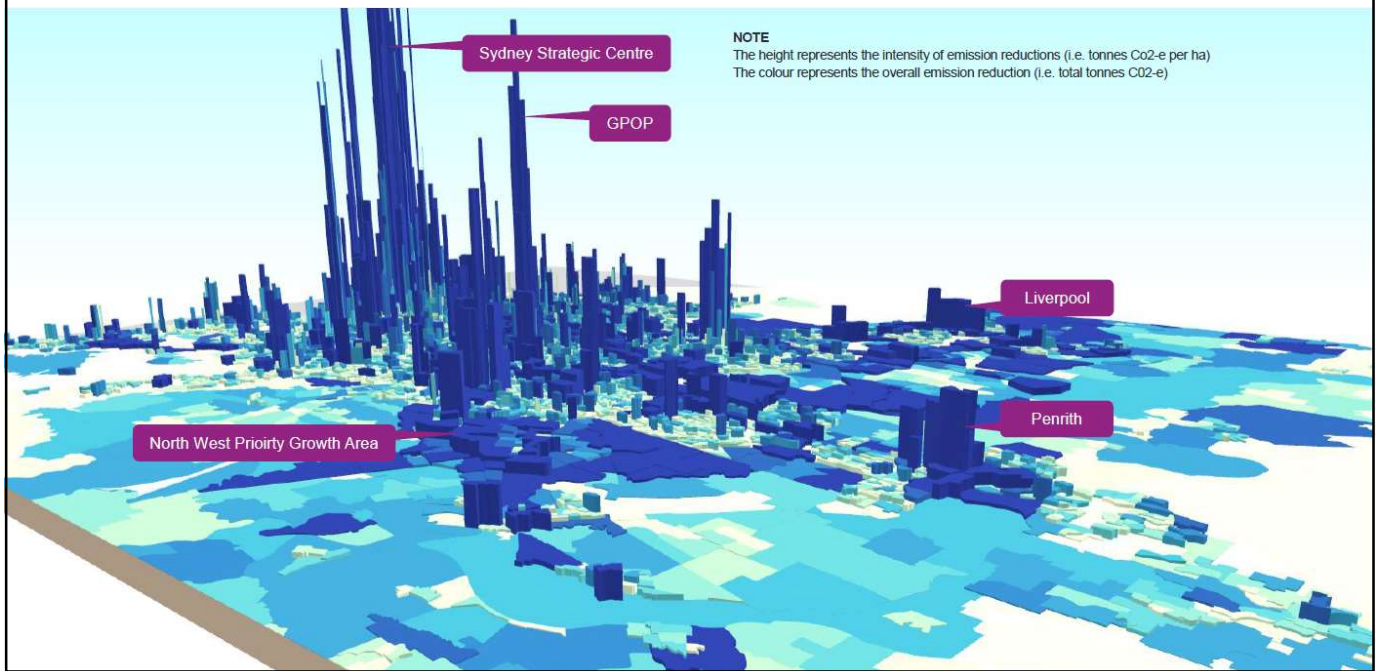 NOTE
The height represents the intensity of emission reductions (i.e. tonnes Co2-e per ha)
The colour represents the overall emission reduction (i.e. total tonnes C02-e)
Sydney Strategic Centre
GPOP
Liverpool
Penrith
North West Prioirty Growth Area